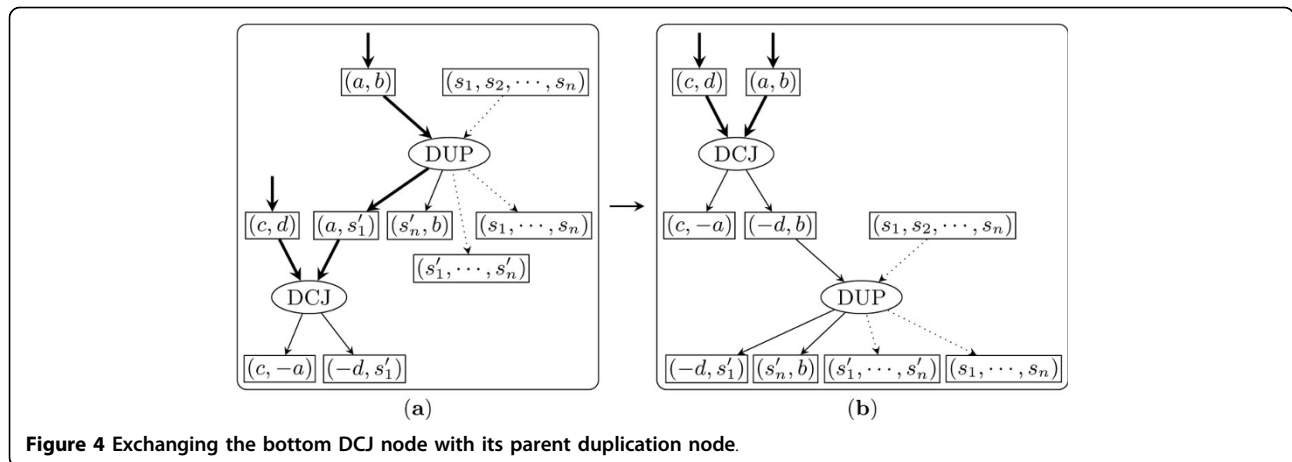 (a, b) (s₁, s₂, ⋯, sₙ)
DUP
(c, d) (a, s′₁) (s′ₙ, b) (s₁, ⋯, sₙ)
(s′₁, ⋯, s′ₙ)
DCJ
(c, −a) (−d, s′₁)
(a)
(c, d) (a, b)
DCJ
(c, −a) (−d, b) (s₁, s₂, ⋯, sₙ)
DUP
(−d, s′₁) (s′ₙ, b) (s′₁, ⋯, s′ₙ) (s₁, ⋯, sₙ)
(b)
Figure 4 Exchanging the bottom DCJ node with its parent duplication node.